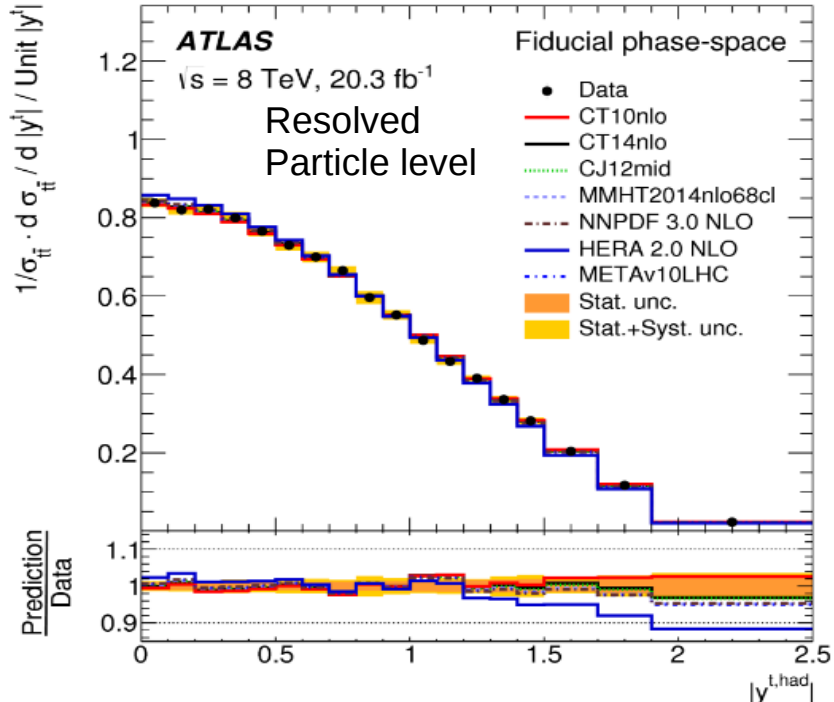 ATLAS
√s = 8 TeV, 20.3 fb⁻¹
Resolved
Particle level
Fiducial phase-space
Data
CT10nlo
CT14nlo
CJ12mid
MMHT2014nlo68cl
NNPDF 3.0 NLO
HERA 2.0 NLO
METAv10LHC
Stat. unc.
Stat.+Syst. unc.
1/σ_tt̄ · d σ_tt̄ / d |y^t| / Unit |y^t|
1.2
1
0.8
0.6
0.4
0.2
Prediction
Data
1.1
1
0.9
0 0.5 1 1.5 2 2.5
|y^t,had|